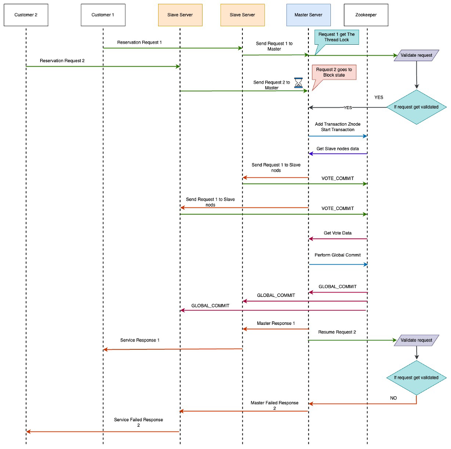 Customer 2
Customer 1
Slave Server
Slave Server
Master Server
Zookeeper
Request 1 get The
Thread Lock
Reservation Request 1
Send Request 1 to
Master
Validate request
Reservation Request 2
Request 2 goes to
Block state
Send Request 2 to
Master
YES
YES
If request get validated
Add Transaction Znode
Start Transaction
Get Slave nodes data
Send Request 1 to Slave
nods
VOTE_COMMIT
Send Request 1 to Slave
nods
VOTE_COMMIT
Get Vote Data
Perform Global Commit
GLOBAL_COMMIT
GLOBAL_COMMIT
Master Response 1
Resume Request 2
Service Response 1
Validate request
If request get validated
NO
Master Failed Response
2
Service Failed Response
2